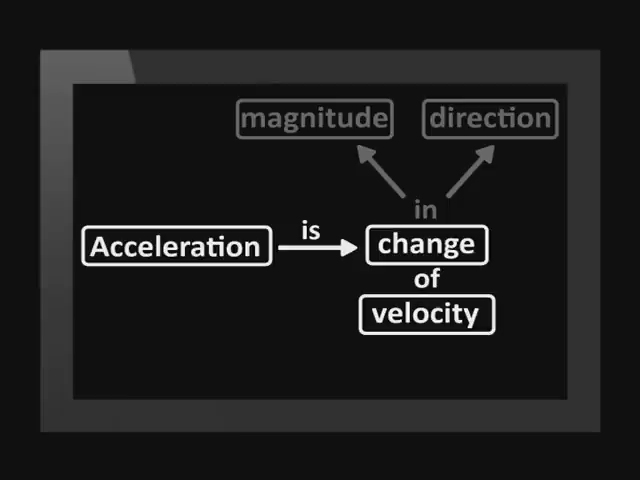 magnitude direction
in
Acceleration is change
of
velocity